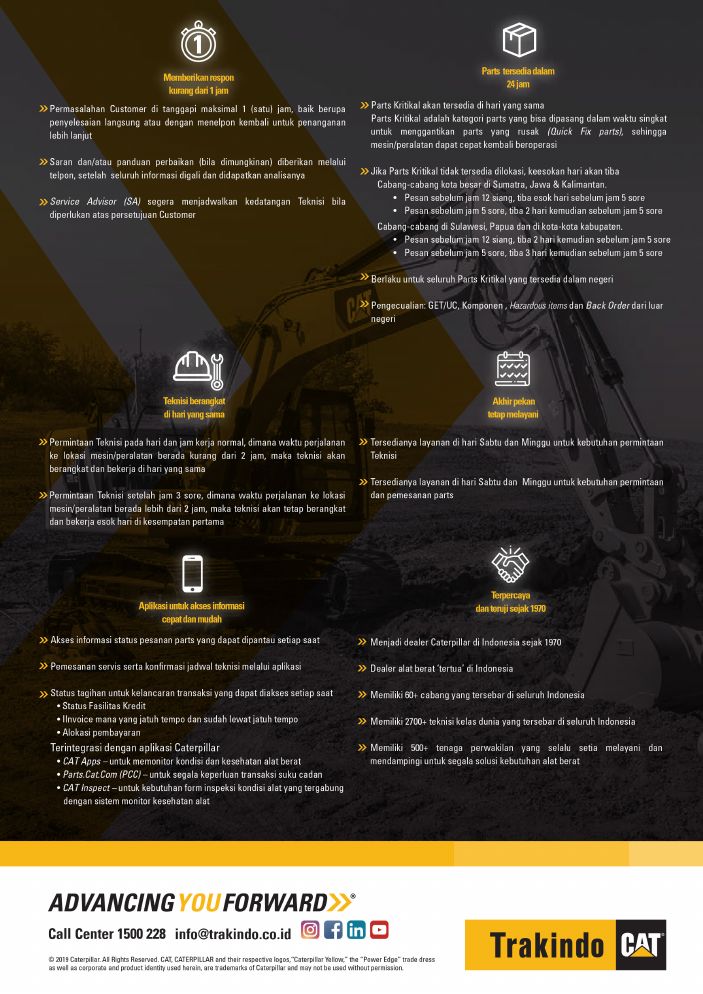 1
Memberikan respon
kurang dari 1 jam
Permasalahan Customer di tanggapi maksimal 1 (satu) jam, baik berupa
penyelesaian langsung atau dengan menelpon kembali untuk penanganan
lebih lanjut
Saran dan/atau panduan perbaikan (bila dimungkinan) diberikan melalui
telpon, setelah seluruh informasi digali dan didapatkan analisanya
Service Advisor (SA) segera menjadwalkan kedatangan Teknisi bila
diperlukan atas persetujuan Customer
Parts tersedia dalam
24 jam
Parts Kritikal akan tersedia di hari yang sama
Parts Kritikal adalah kategori parts yang bisa dipasang dalam waktu singkat
untuk menggantikan parts yang rusak (Quick Fix parts), sehingga
mesin/peralatan dapat cepat kembali beroperasi
Jika Parts Kritikal tidak tersedia dilokasi, keesokan hari akan tiba
Cabang-cabang kota besar di Sumatra, Jawa & Kalimantan.
• Pesan sebelum jam 12 siang, tiba esok hari sebelum jam 5 sore
• Pesan sebelum jam 5 sore, tiba 2 hari kemudian sebelum jam 5 sore
Cabang-cabang di Sulawesi, Papua dan di kota-kota kabupaten.
• Pesan sebelum jam 12 siang, tiba 2 hari kemudian sebelum jam 5 sore
• Pesan sebelum jam 5 sore, tiba 3 hari kemudian sebelum jam 5 sore
Berlaku untuk seluruh Parts Kritikal yang tersedia dalam negeri
Pengecualian: GET/UC, Komponen , Hazardous items dan Back Order dari luar
negeri
CAT
Teknisi berangkat
di hari yang sama
Permintaan Teknisi pada hari dan jam kerja normal, dimana waktu perjalanan
ke lokasi mesin/peralatan berada kurang dari 2 jam, maka teknisi akan
berangkat dan bekerja di hari yang sama
Permintaan Teknisi setelah jam 3 sore, dimana waktu perjalanan ke lokasi
mesin/peralatan berada lebih dari 2 jam, maka teknisi akan tetap berangkat
dan bekerja esok hari di kesempatan pertama
Akhir pekan
tetap melayani
Tersedianya layanan di hari Sabtu dan Minggu untuk kebutuhan permintaan
Teknisi
Tersedianya layanan di hari Sabtu dan Minggu untuk kebutuhan permintaan
dan pemesanan parts
Aplikasi untuk akses informasi
cepat dan mudah
Akses informasi status pesanan parts yang dapat dipantau setiap saat
Pemesanan servis serta konfirmasi jadwal teknisi melalui aplikasi
Status tagihan untuk kelancaran transaksi yang dapat diakses setiap saat
• Status Fasilitas Kredit
• IInvoice mana yang jatuh tempo dan sudah lewat jatuh tempo
• Alokasi pembayaran
Terintegrasi dengan aplikasi Caterpillar
• CAT Apps – untuk memonitor kondisi dan kesehatan alat berat
• Parts.Cat.Com (PCC) – untuk segala keperluan transaksi suku cadan
• CAT Inspect – untuk kebutuhan form inspeksi kondisi alat yang tergabung
dengan sistem monitor kesehatan alat
Terpercaya
dan teruji sejak 1970
Menjadi dealer Caterpillar di Indonesia sejak 1970
Dealer alat berat 'tertua' di Indonesia
Memiliki 60+ cabang yang tersebar di seluruh Indonesia
Memiliki 2700+ teknisi kelas dunia yang tersebar di seluruh Indonesia
Memiliki 500+ tenaga perwakilan yang selalu setia melayani dan
mendampingi untuk segala solusi kebutuhan alat berat
ADVANCING YOU FORWARD®
Call Center 1500 228 info@trakindo.co.id
© 2019 Caterpillar. All Rights Reserved. CAT, CATERPILLAR and their respective logos,"Caterpillar Yellow," the "Power Edge" trade dress
as well as corporate and product identity used herein, are trademarks of Caterpillar and may not be used without permission.
Trakindo CAT